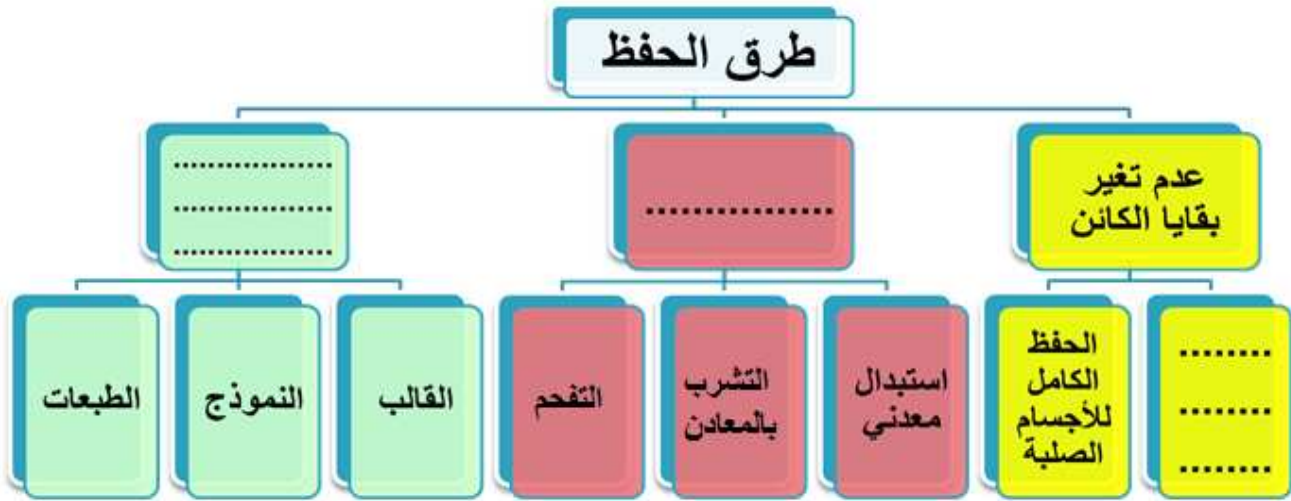 طرق الحفظ
عدم تغير
بقايا الكائن
................
.................
.................
.................
........
........
........
الحفظ
الكامل
للأجسام
الصلبة
استبدال
معدني
التشرب
بالمعادن
التفحم
القالب
النموذج
الطبعات